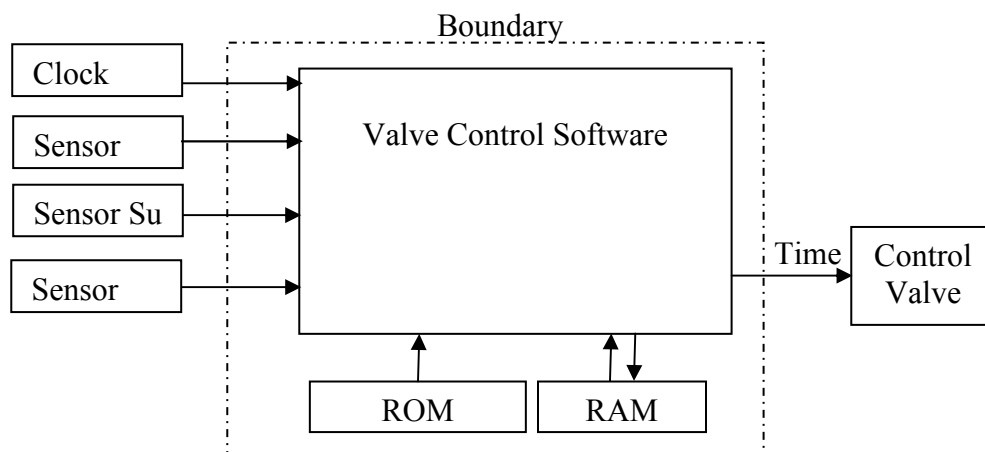 Boundary
Clock
Sensor
Sensor Su
Sensor
Valve Control Software
Time
Control
Valve
ROM
RAM